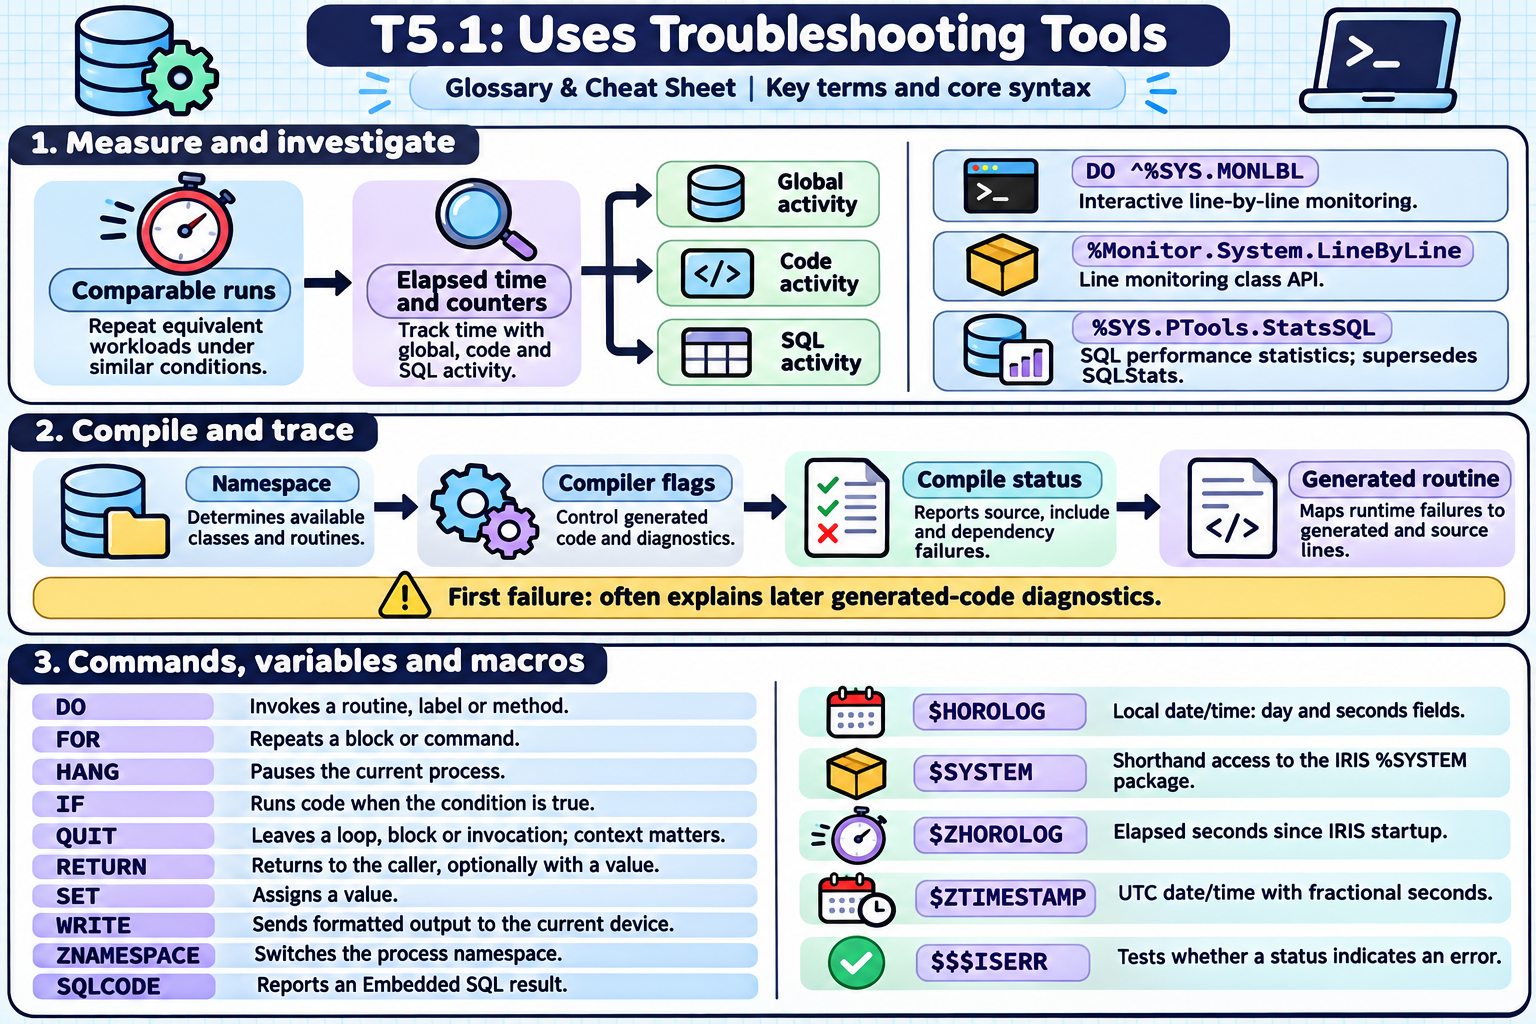 T5.1: Uses Troubleshooting Tools
Glossary & Cheat Sheet | Key terms and core syntax
1. Measure and investigate
Comparable runs
Repeat equivalent
workloads under
similar conditions.
Elapsed time
and counters
Track time with
global, code and
SQL activity.
Global
activity
</>
Code
activity
SQL
activity
>_
DO ^%SYS.MONLBL
Interactive line-by-line monitoring.
%Monitor.System.LineByLine
Line monitoring class API.
%SYS.PTools.StatsSQL
SQL performance statistics; supersedes
SQLStats.
2. Compile and trace
Namespace
Determines available
classes and routines.
Compiler flags
Control generated
code and diagnostics.
Compile status
Reports source, include
and dependency
failures.
</>
Generated routine
Maps runtime failures to
generated and source
lines.
First failure: often explains later generated-code diagnostics.
3. Commands, variables and macros
DO Invokes a routine, label or method.
FOR Repeats a block or command.
HANG Pauses the current process.
IF Runs code when the condition is true.
QUIT Leaves a loop, block or invocation; context matters.
RETURN Returns to the caller, optionally with a value.
SET Assigns a value.
WRITE Sends formatted output to the current device.
ZNAMESPACE Switches the process namespace.
SQLCODE Reports an Embedded SQL result.
$HOROLOG Local date/time: day and seconds fields.
$SYSTEM Shorthand access to the IRIS %SYSTEM
package.
$ZHOROLOG Elapsed seconds since IRIS startup.
$ZTIMESTAMP UTC date/time with fractional seconds.
$$$ISERR Tests whether a status indicates an error.